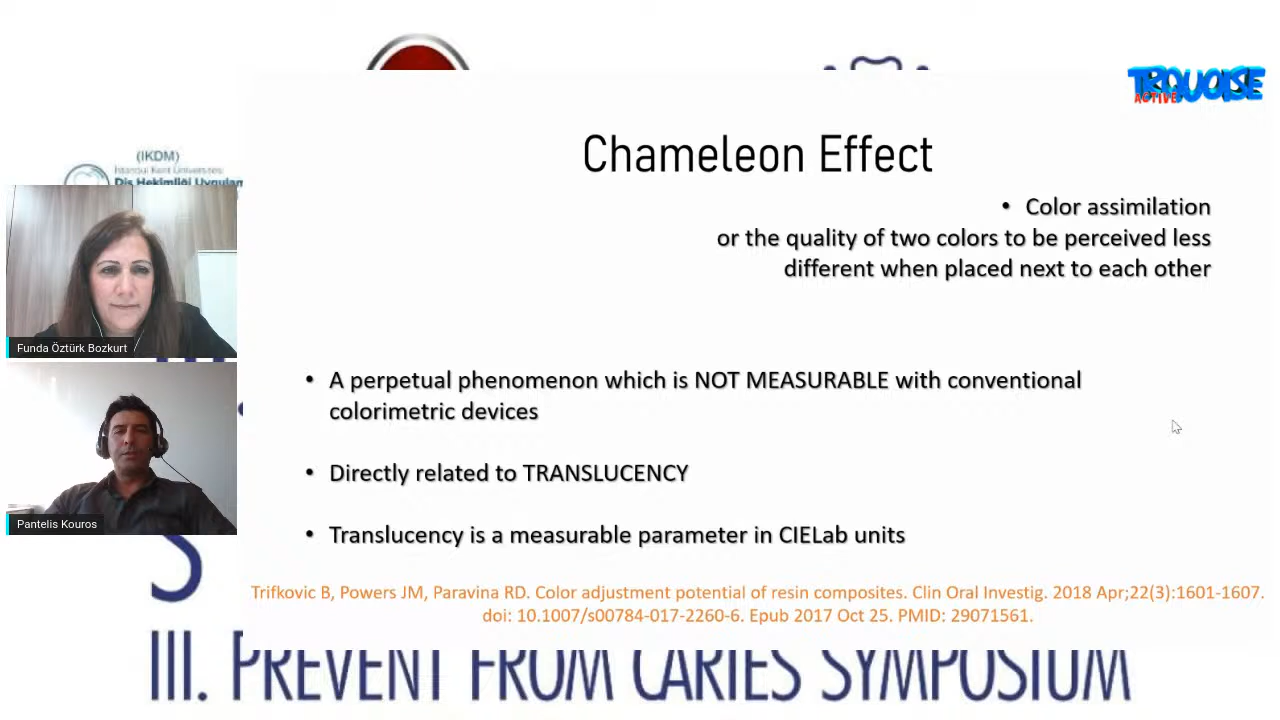 TRQUOISE
ACTIVE
Chameleon Effect
(IKDM)
İstanbul Kent Üniversitesi
Diş Hekimliği Uygulam
• Color assimilation
or the quality of two colors to be perceived less
different when placed next to each other
Funda Öztürk Bozkurt
• A perpetual phenomenon which is NOT MEASURABLE with conventional
colorimetric devices
• Directly related to TRANSLUCENCY
Pantelis Kouros
• Translucency is a measurable parameter in CIELab units
S
Trifkovic B, Powers JM, Paravina RD. Color adjustment potential of resin composites. Clin Oral Investig. 2018 Apr;22(3):1601-1607.
doi: 10.1007/s00784-017-2260-6. Epub 2017 Oct 25. PMID: 29071561.
III. PREVENT FROM CARIES SYMPOSIUM